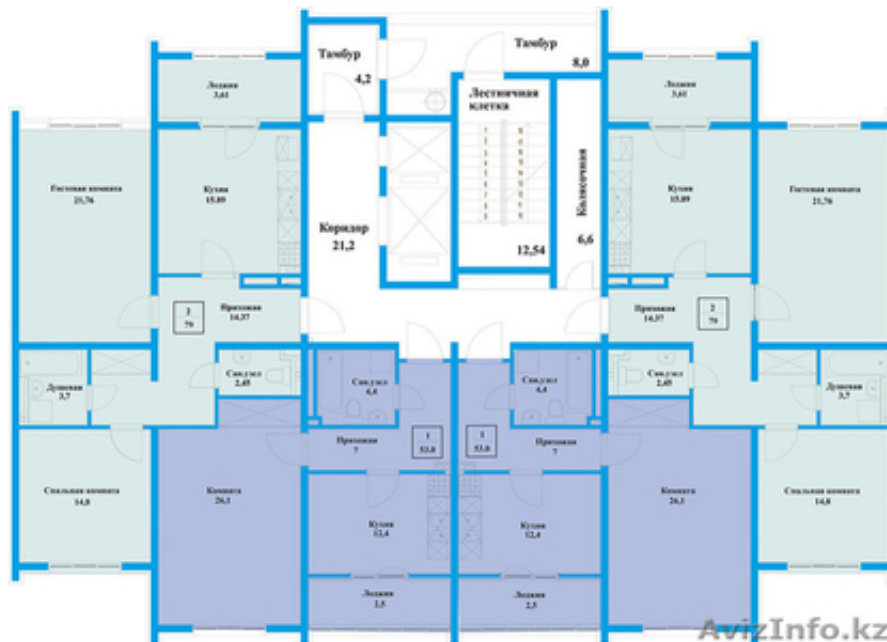 Тамбур
4,2
Тамбур
8,0
Лоджия
3,61
Лестничная
клетка
Лоджия
3,61
Гостевая комната
21,76
Кухня
15.89
Коридор
21,2
Колясочная
6,6
12,54
Кухня
15.89
Гостевая комната
21,76
Прихожая
14,37
2
79
Прихожая
14,37
2
79
Душевая
3,7
Сан.узел
2,45
Сан.узел
4,4
Сан.узел
4,4
Сан.узел
2,45
Душевая
3,7
1
53.0
1
53.0
Прихожая
7
Прихожая
7
Спальная комната
14,8
Комната
26,1
Кухня
12,4
Кухня
12,4
Комната
26,1
Спальная комната
14,8
Лоджия
2,5
Лоджия
2,5
AvizInfo.kz